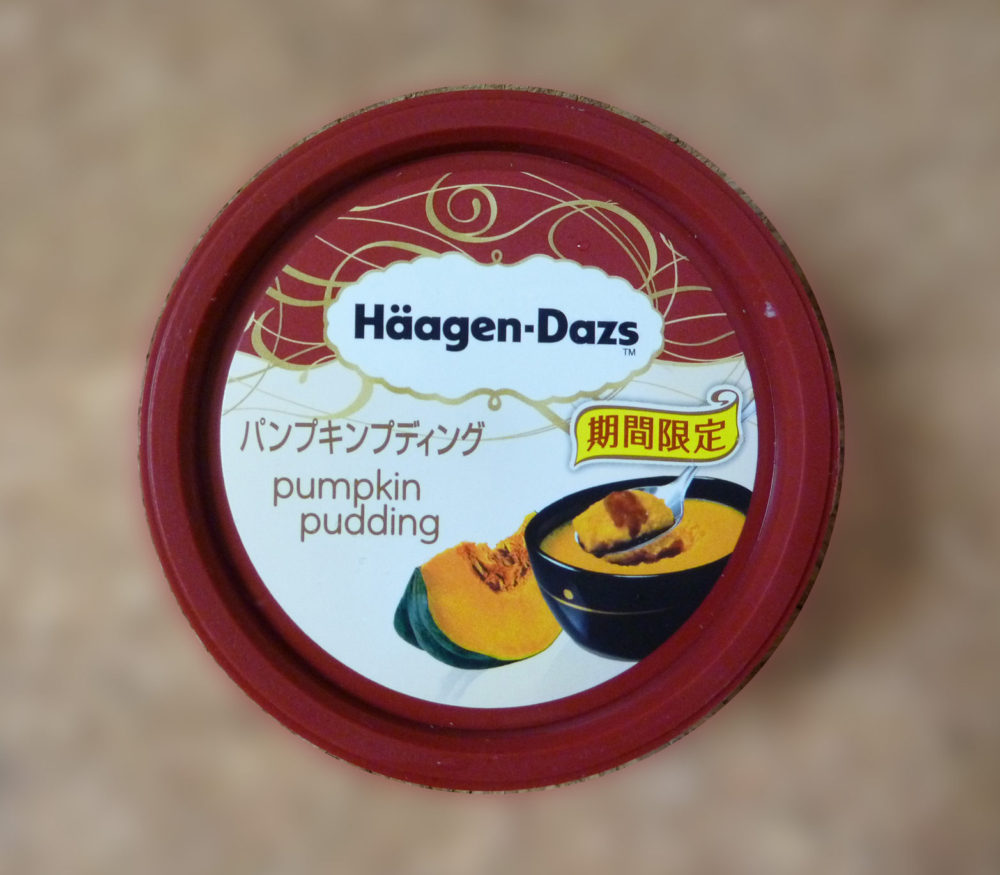 Häagen-Dazs
TM
パンプキンプディング
期間限定
pumpkin
pudding